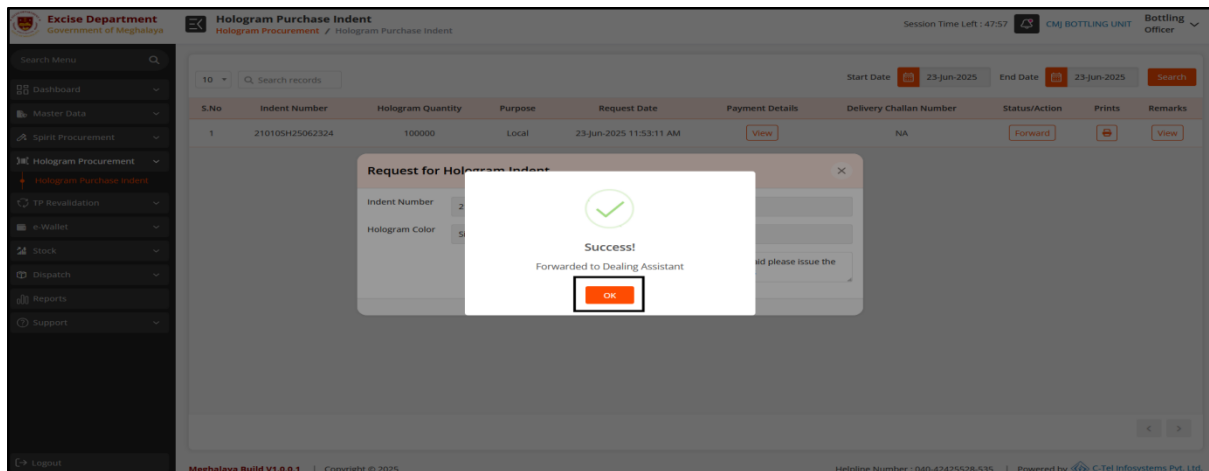 Excise Department
Government of Meghalaya
Hologram Purchase Indent
Hologram Procurement / Hologram Purchase Indent
Session Time Left : 47:57
CMJ BOTTLING UNIT
Bottling
Officer
Search Menu
Dashboard
Master Data
Spirit Procurement
Hologram Procurement
Hologram Purchase Indent
TP Revalidation
e-Wallet
Stock
Dispatch
Reports
Support
Logout
10 Search records
Start Date 23-Jun-2025 End Date 23-Jun-2025 Search
S.No Indent Number Hologram Quantity Purpose Request Date Payment Details Delivery Challan Number Status/Action Prints Remarks
1 21010SH25062324 100000 Local 23-Jun-2025 11:53:11 AM View NA Forward View
Request for Hologram Indent
Indent Number 2
Hologram Color
please issue the
Success!
Forwarded to Dealing Assistant
OK
Meghalaya Build V1.0.0.1 | Copyright © 2025
Helpline Number : 040-42425528-535 | Powered by C-Tel Infosystems Pvt. Ltd.